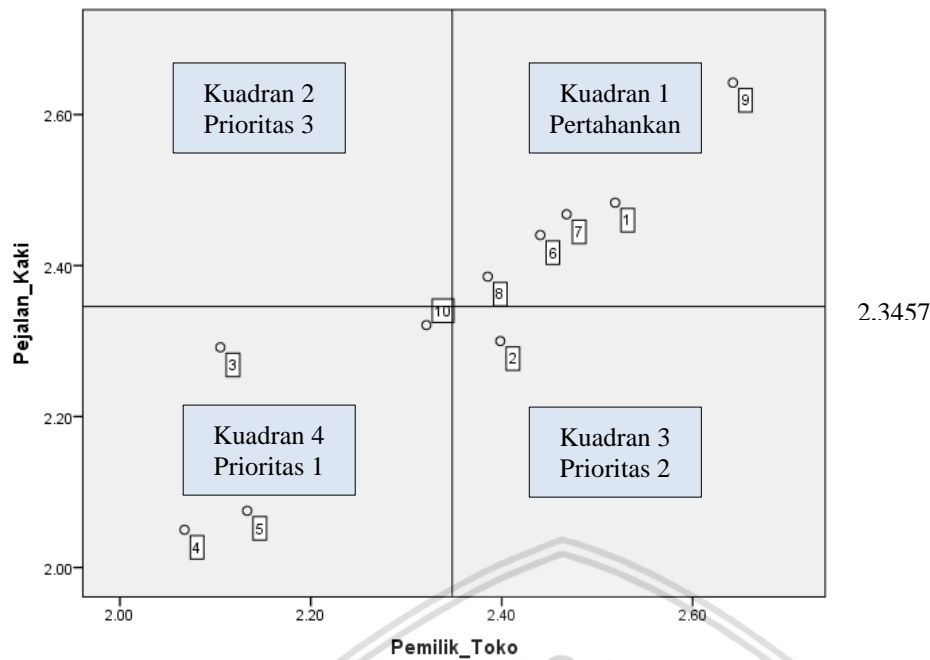 Kuadran 2
Prioritas 3
Kuadran 1
Pertahankan
9
2.60
1
7
6
2.40
8
10
2.3457
Pejalan_Kaki
2
3
2.20
Kuadran 4
Prioritas 1
Kuadran 3
Prioritas 2
5
4
2.00
2.00
2.20
2.40
2.60
Pemilik_Toko